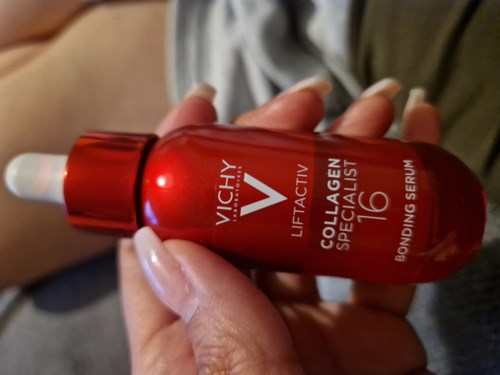 VICHY
LABORATOIRES
LIFTACTIV
COLLAGEN
SPECIALIST
16
BONDING SERUM